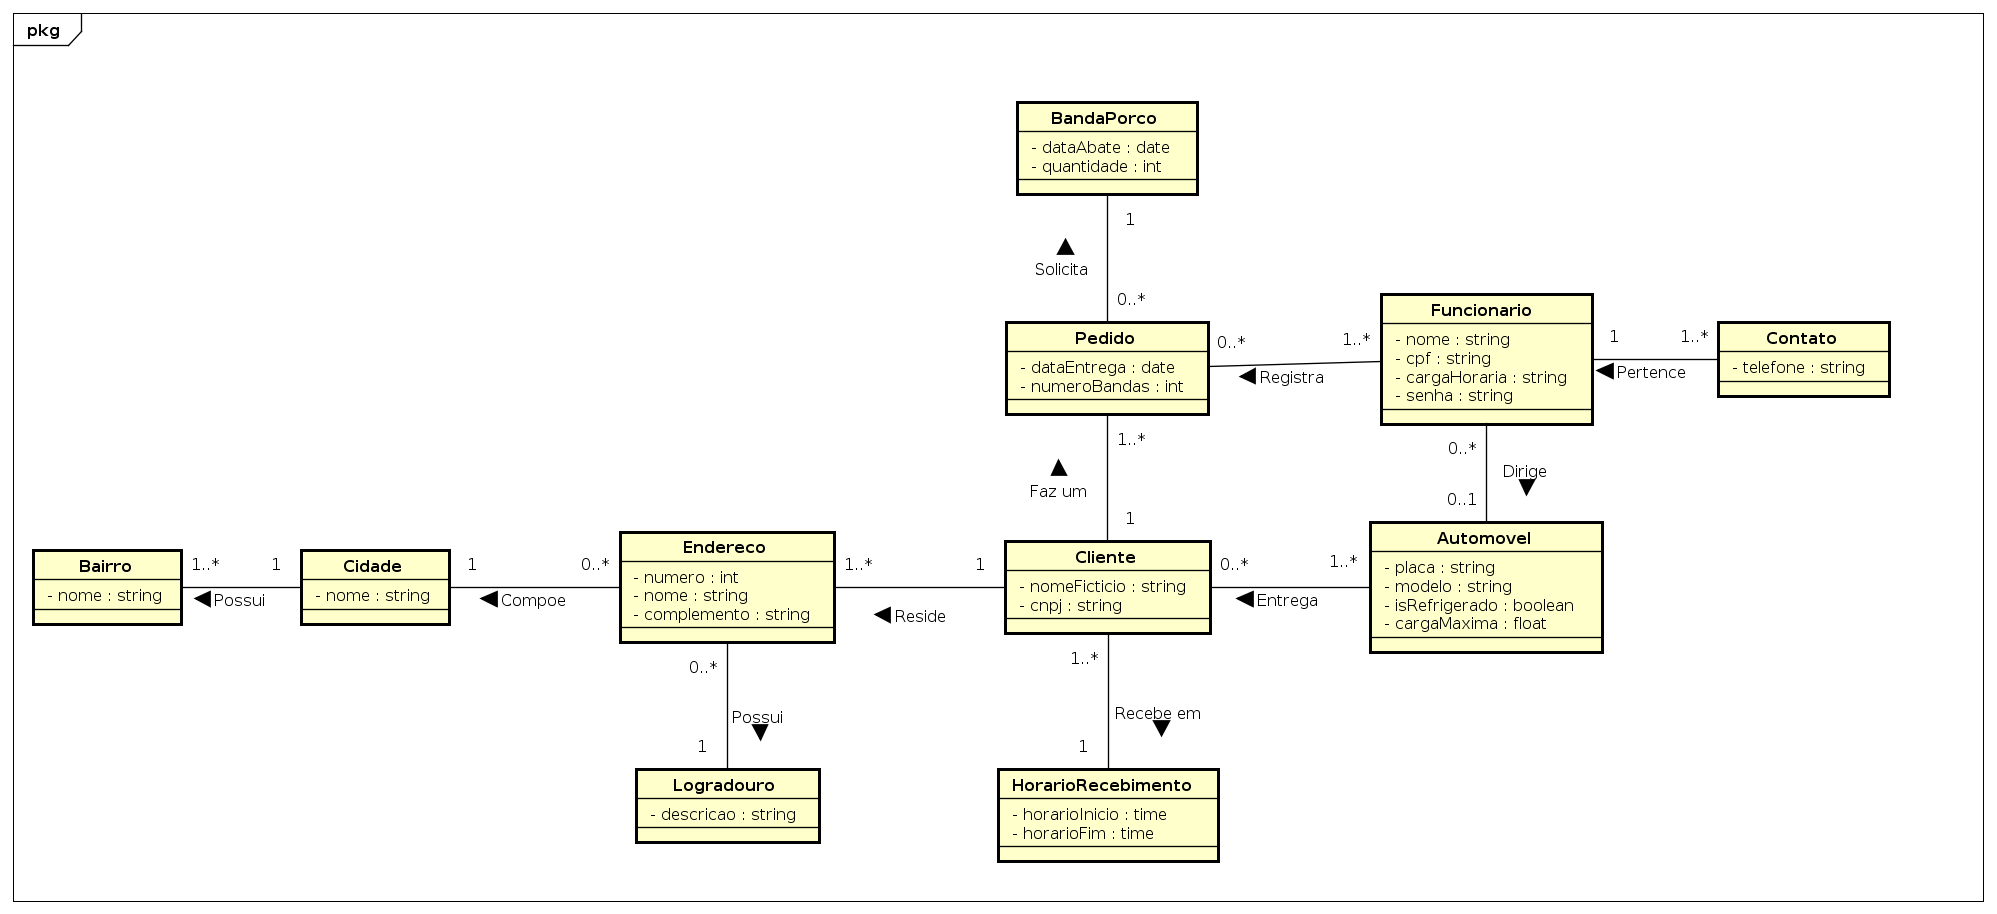 pkg
BandaPorco
- dataAbate : date
- quantidade : int
1
Solicita
0..*
Pedido
- dataEntrega : date
- numeroBandas : int
0..*
Registra
1..*
Funcionario
- nome : string
- cpf : string
- cargaHoraria : string
- senha : string
1
Pertence
1..*
Contato
- telefone : string
1..*
Faz um
1
0..*
Dirige
0..1
Bairro
- nome : string
1..*
Possui
1
Cidade
- nome : string
1
Compoe
0..*
Endereco
- numero : int
- nome : string
- complemento : string
1..*
Reside
1
Cliente
- nomeFicticio : string
- cnpj : string
0..*
Entrega
1..*
Automovel
- placa : string
- modelo : string
- isRefrigerado : boolean
- cargaMaxima : float
0..*
Possui
1
Logradouro
- descricao : string
1..*
Recebe em
1
HorarioRecebimento
- horarioInicio : time
- horarioFim : time